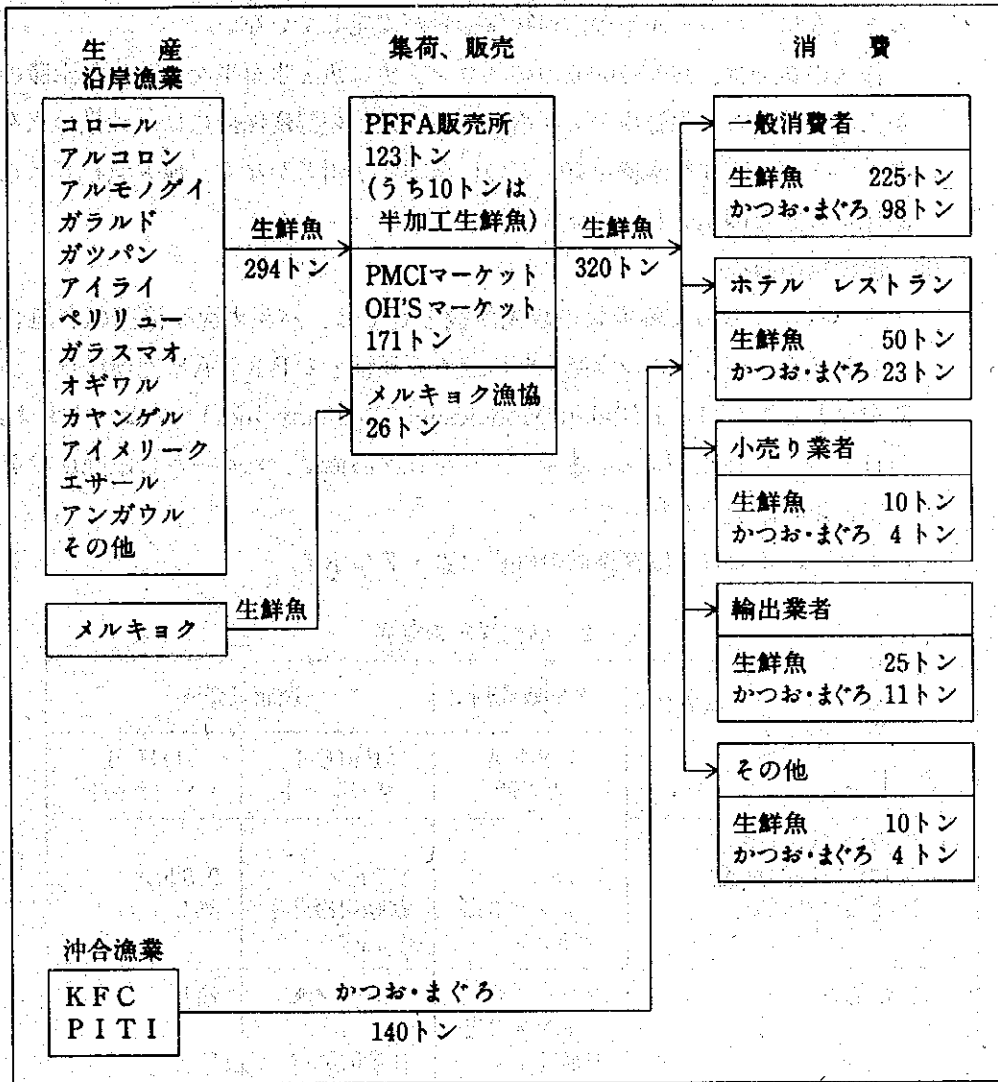 生　産
沿岸漁業
コロール
アルコロン
アルモノグイ
ガラルド
ガツパン
アイライ
ペリリュー
ガラスマオ
オギワル
カヤンゲル
アイメリーク
エサール
アンガウル
その他
メルキョク
生鮮魚
294トン
生鮮魚
集荷、販売
PFFA販売所
123トン
(うち10トンは
半加工生鮮魚)
PMCIマーケット
OH'Sマーケット
171トン
メルキョク漁協
26トン
生鮮魚
320トン
消　費
一般消費者
生鮮魚　225トン
かつお・まぐろ 98トン
ホテル　レストラン
生鮮魚　50トン
かつお・まぐろ 23トン
小売り業者
生鮮魚　10トン
かつお・まぐろ 4トン
輸出業者
生鮮魚　25トン
かつお・まぐろ 11トン
その他
生鮮魚　10トン
かつお・まぐろ 4トン
沖合漁業
KFC
PITI
かつお・まぐろ
140トン